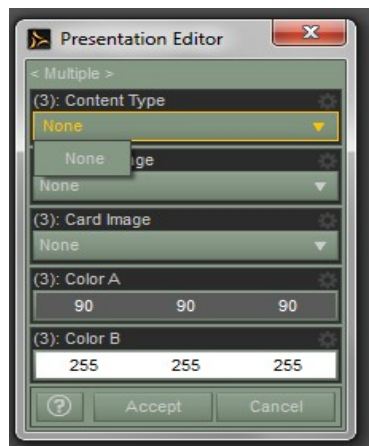 Presentation Editor
< Multiple >
(3): Content Type
None
None
ge
None
(3): Card Image
None
(3): Color A
90 90 90
(3): Color B
255 255 255
? Accept Cancel